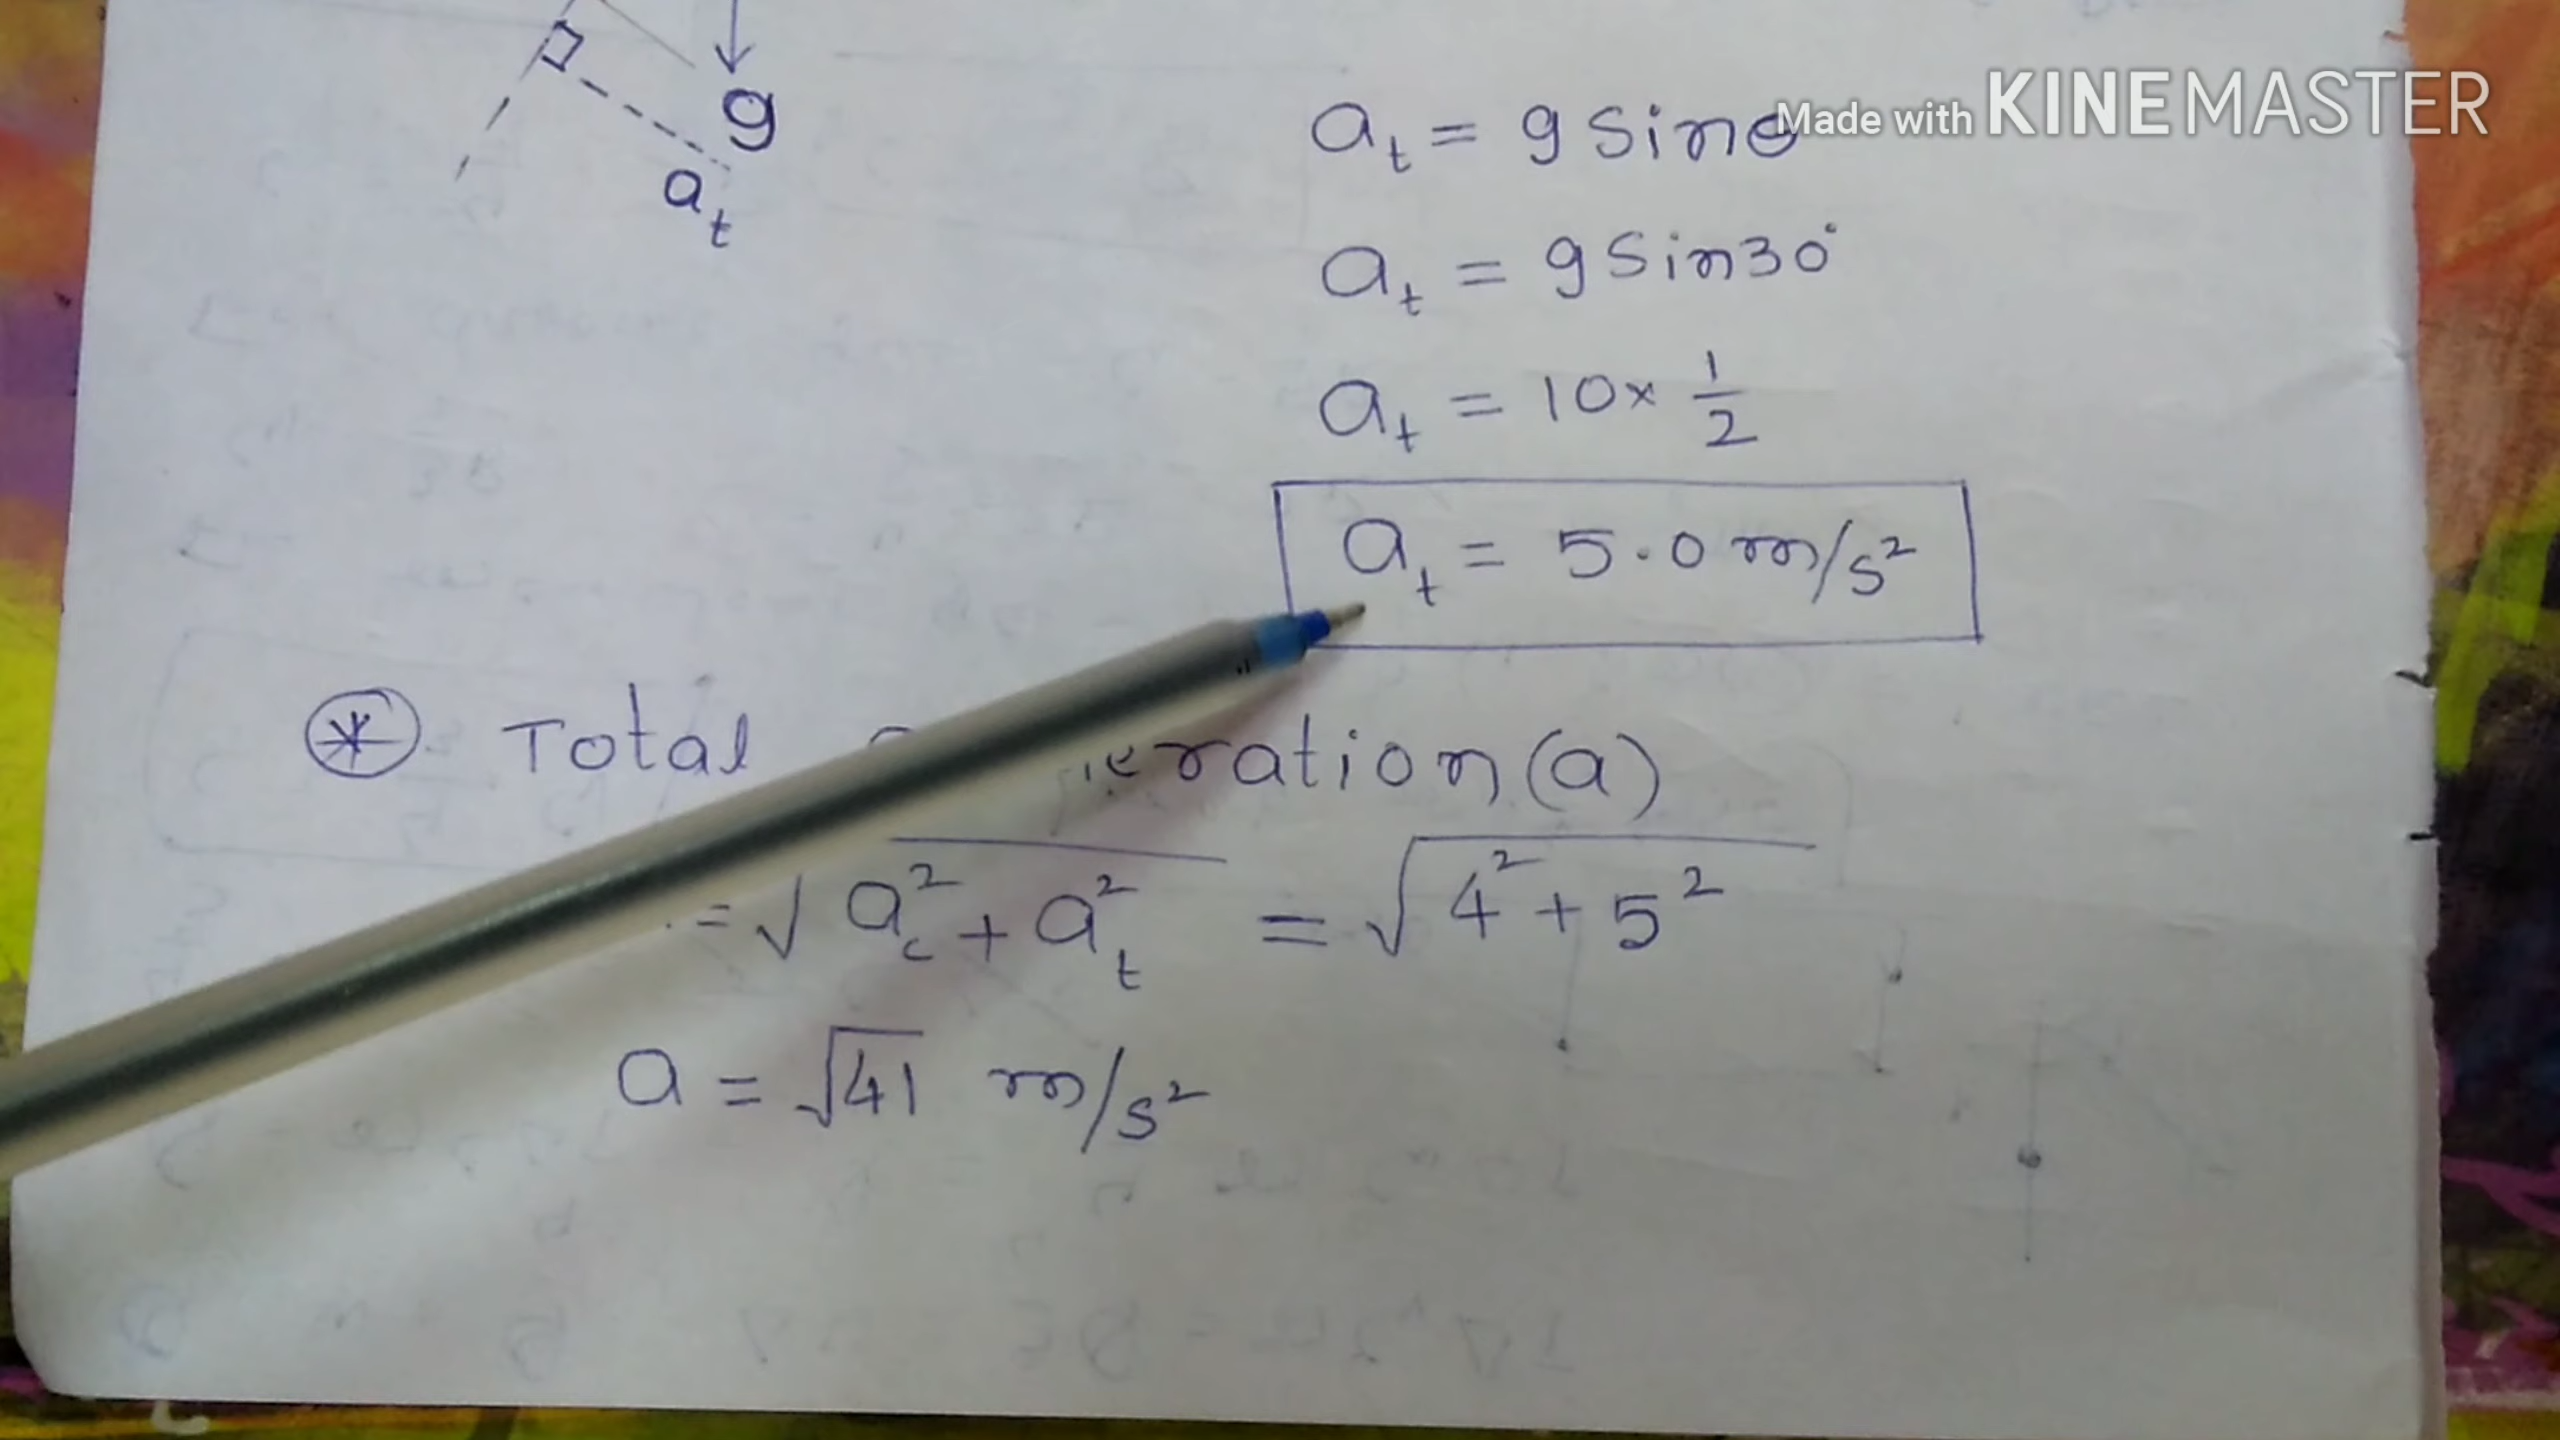 g
a_t
Made with KINEMASTER
a_t = g sinθ
a_t = g sin30°
a_t = 10 × 1/2
a_t = 5.0 m/s²
* Total eration (a)
= √(a_c² + a_t²) = √(4² + 5²)
a = √41 m/s²